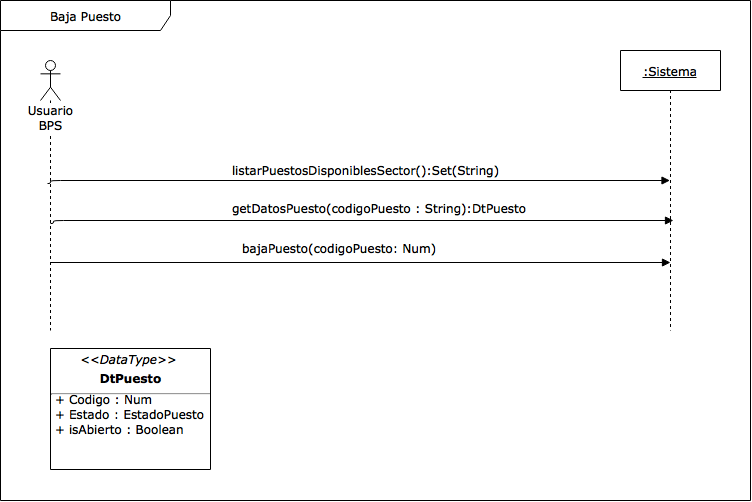 Baja Puesto
:Sistema
Usuario
BPS
listarPuestosDisponiblesSector():Set(String)
getDatosPuesto(codigoPuesto : String):DtPuesto
bajaPuesto(codigoPuesto: Num)
<<DataType>>
DtPuesto
+ Codigo : Num
+ Estado : EstadoPuesto
+ isAbierto : Boolean